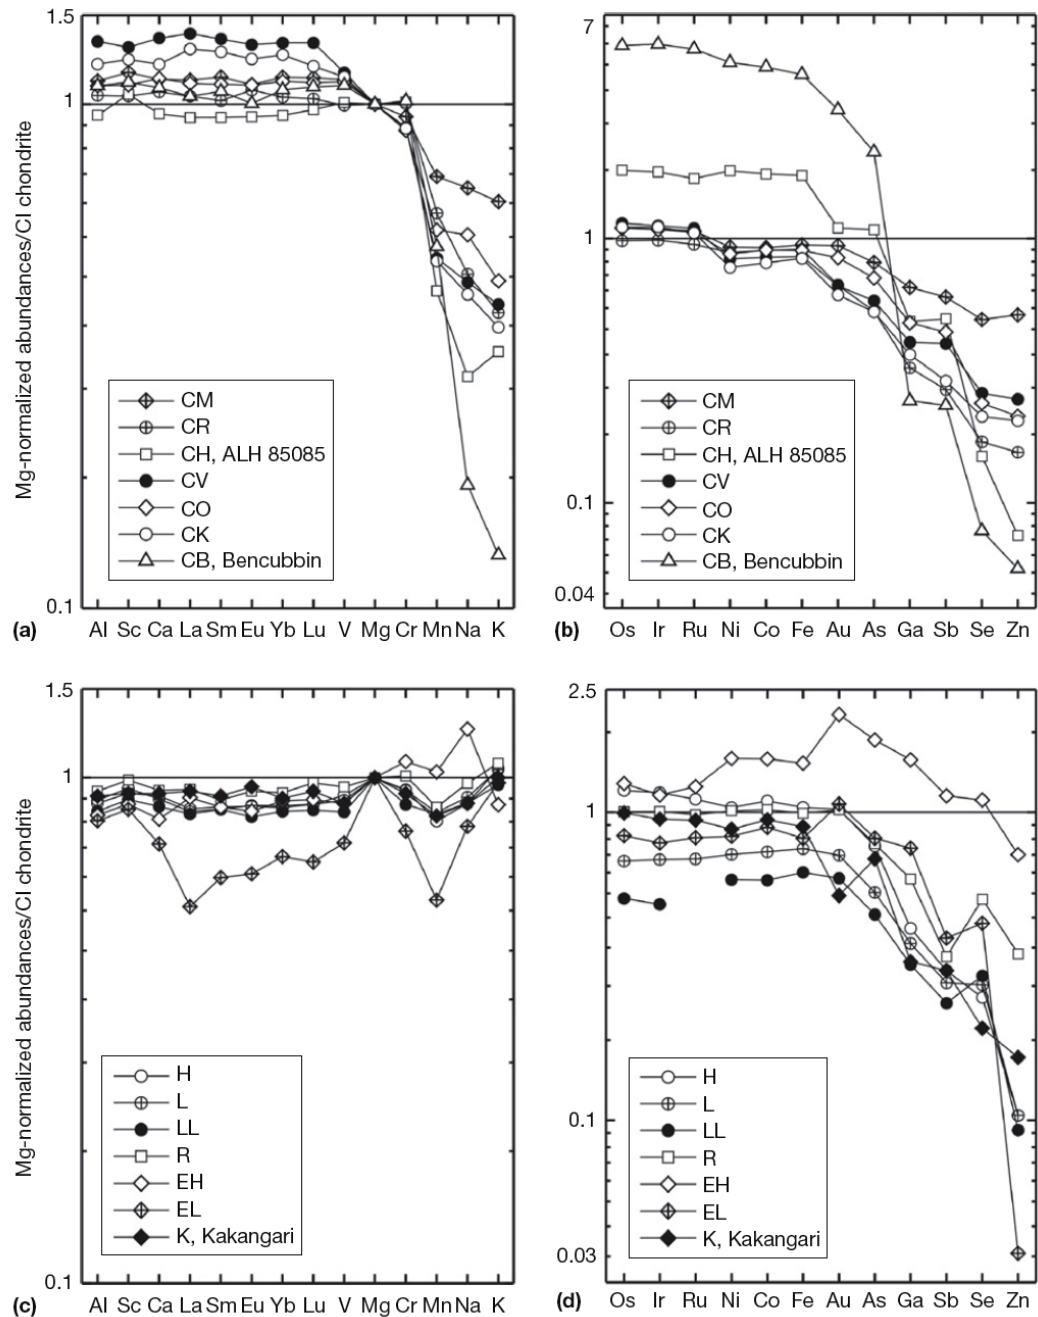 1.5
1
0.1
Mg-normalized abundances/CI chondrite
CM
CR
CH, ALH 85085
CV
CO
CK
CB, Bencubbin
(a)
Al Sc Ca La Sm Eu Yb Lu V Mg Cr Mn Na K
7
1
0.1
0.04
CM
CR
CH, ALH 85085
CV
CO
CK
CB, Bencubbin
(b)
Os Ir Ru Ni Co Fe Au As Ga Sb Se Zn
1.5
1
0.1
Mg-normalized abundances/CI chondrite
H
L
LL
R
EH
EL
K, Kakangari
(c)
Al Sc Ca La Sm Eu Yb Lu V Mg Cr Mn Na K
2.5
1
0.1
0.03
H
L
LL
R
EH
EL
K, Kakangari
(d)
Os Ir Ru Ni Co Fe Au As Ga Sb Se Zn